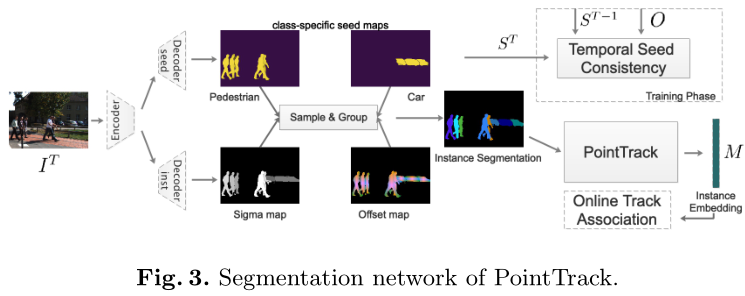 class-specific seed maps
S^{T-1}
O
Decoder
seed
S^T
Temporal Seed
Consistency
Pedestrian
Car
Training Phase
Encoder
Sample & Group
I^T
Instance Segmentation
PointTrack
M
Decoder
inst
Sigma map
Offset map
Instance
Embedding
Online Track
Association
Fig. 3. Segmentation network of PointTrack.